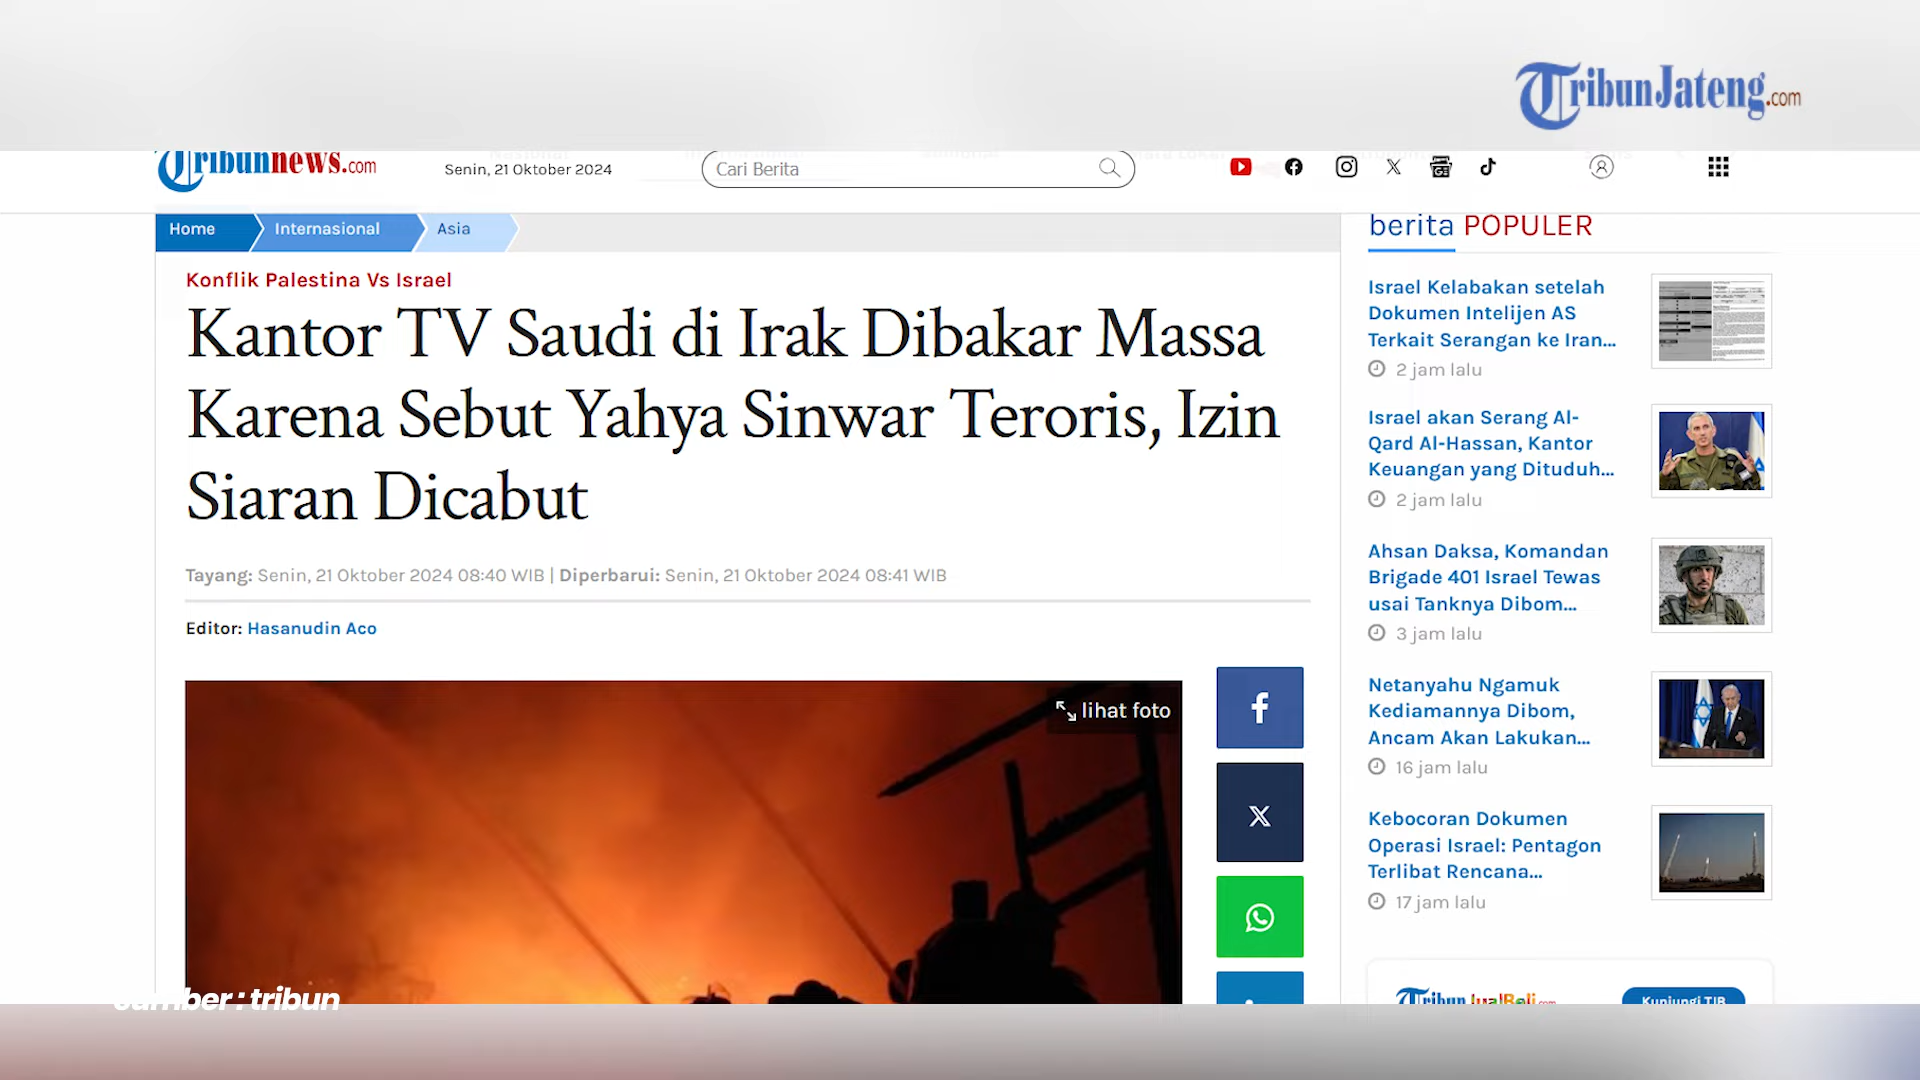 TribunJateng.com
Tribunnews.com
Senin, 21 Oktober 2024
Cari Berita
Home
Internasional
Asia
Konflik Palestina Vs Israel
Kantor TV Saudi di Irak Dibakar Massa
Karena Sebut Yahya Sinwar Teroris, Izin
Siaran Dicabut
Tayang: Senin, 21 Oktober 2024 08:40 WIB | Diperbarui: Senin, 21 Oktober 2024 08:41 WIB
Editor: Hasanudin Aco
lihat foto
sumber : tribun
berita POPULER
Israel Kelabakan setelah
Dokumen Intelijen AS
Terkait Serangan ke Iran...
2 jam lalu
Israel akan Serang Al-
Qard Al-Hassan, Kantor
Keuangan yang Dituduh...
2 jam lalu
Ahsan Daksa, Komandan
Brigade 401 Israel Tewas
usai Tanknya Dibom...
3 jam lalu
Netanyahu Ngamuk
Kediamannya Dibom,
Ancam Akan Lakukan...
16 jam lalu
Kebocoran Dokumen
Operasi Israel: Pentagon
Terlibat Rencana...
17 jam lalu
TribunJualBeli.com
Kunjungi TJB